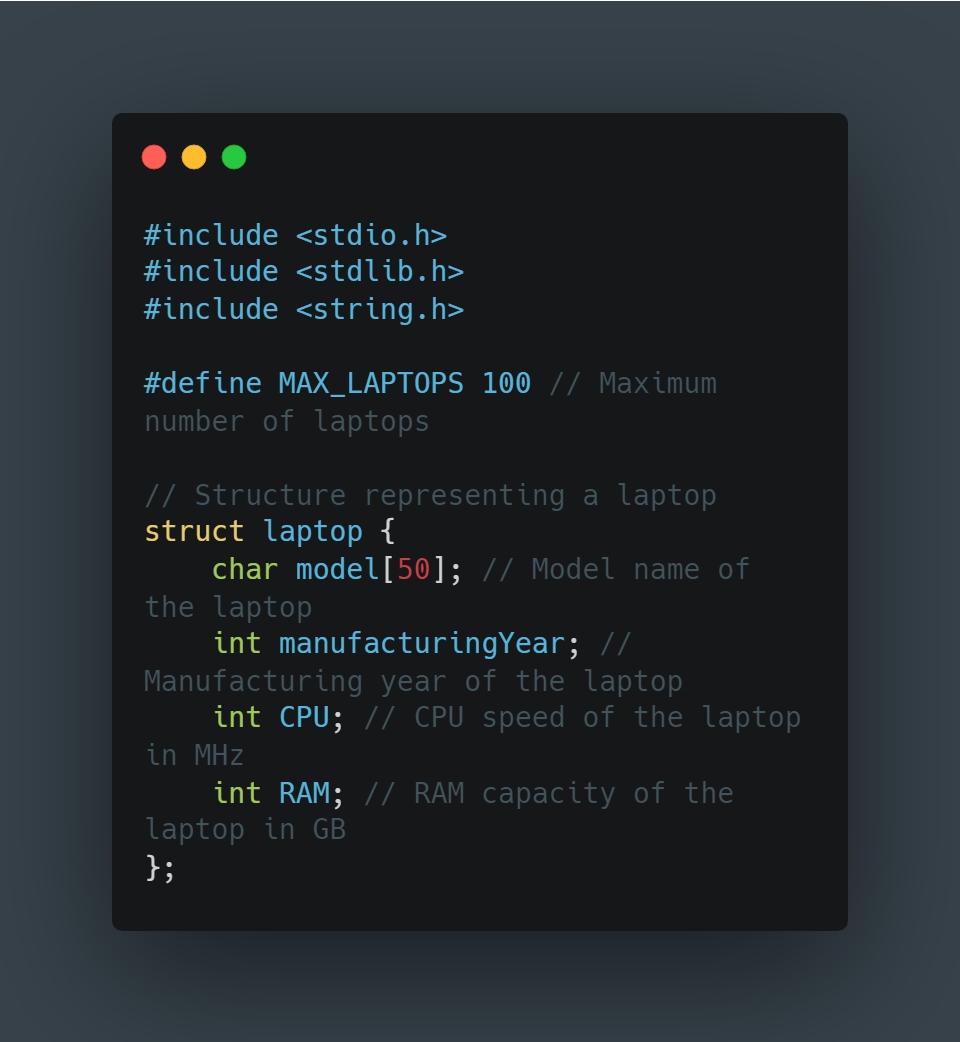 #include <stdio.h>
#include <stdlib.h>
#include <string.h>

#define MAX_LAPTOPS 100 // Maximum
number of laptops

// Structure representing a laptop
struct laptop {
    char model[50]; // Model name of
the laptop
    int manufacturingYear; //
Manufacturing year of the laptop
    int CPU; // CPU speed of the laptop
in MHz
    int RAM; // RAM capacity of the
laptop in GB
};